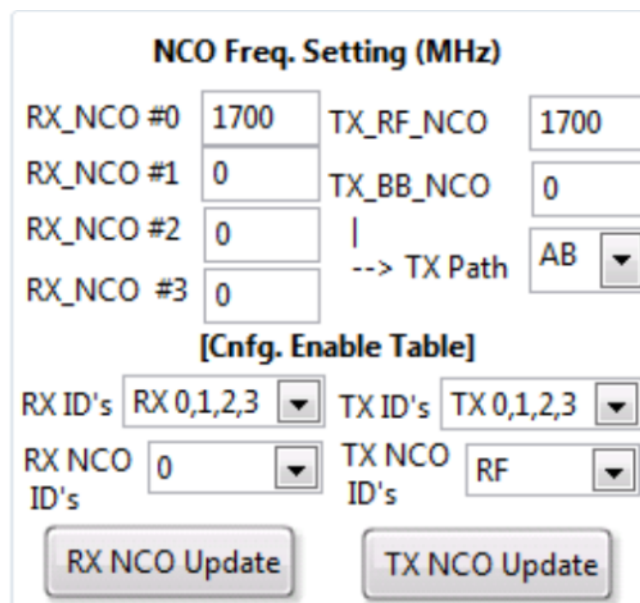 NCO Freq. Setting (MHz)
RX_NCO #0 1700 TX_RF_NCO 1700
RX_NCO #1 0 TX_BB_NCO 0
RX_NCO #2 0 |
--> TX Path AB
RX_NCO #3 0
[Cnfg. Enable Table]
RX ID's RX 0,1,2,3 TX ID's TX 0,1,2,3
RX NCO ID's 0 TX NCO ID's RF
RX NCO Update TX NCO Update